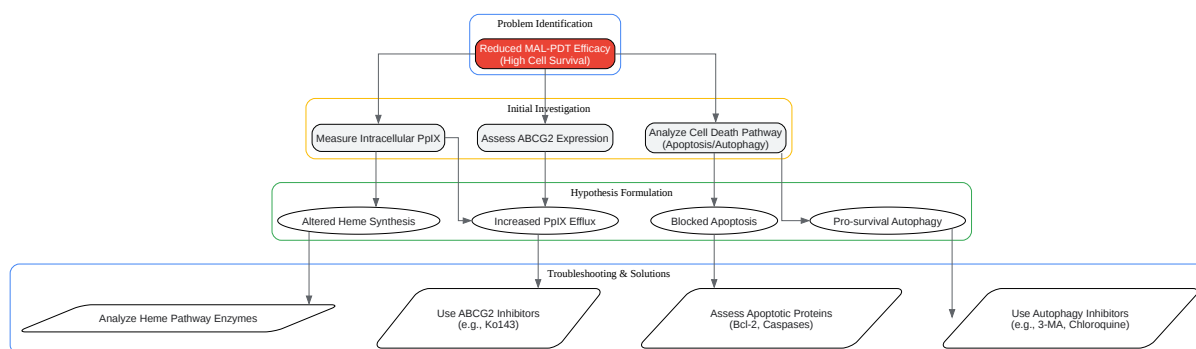 Problem Identification
Reduced MAL-PDT Efficacy
(High Cell Survival)
Initial Investigation
Measure Intracellular PpIX
Assess ABCG2 Expression
Analyze Cell Death Pathway
(Apoptosis/Autophagy)
Hypothesis Formulation
Altered Heme Synthesis
Increased PpIX Efflux
Blocked Apoptosis
Pro-survival Autophagy
Troubleshooting & Solutions
Analyze Heme Pathway Enzymes
Use ABCG2 Inhibitors
(e.g., Ko143)
Assess Apoptotic Proteins
(Bcl-2, Caspases)
Use Autophagy Inhibitors
(e.g., 3-MA, Chloroquine)